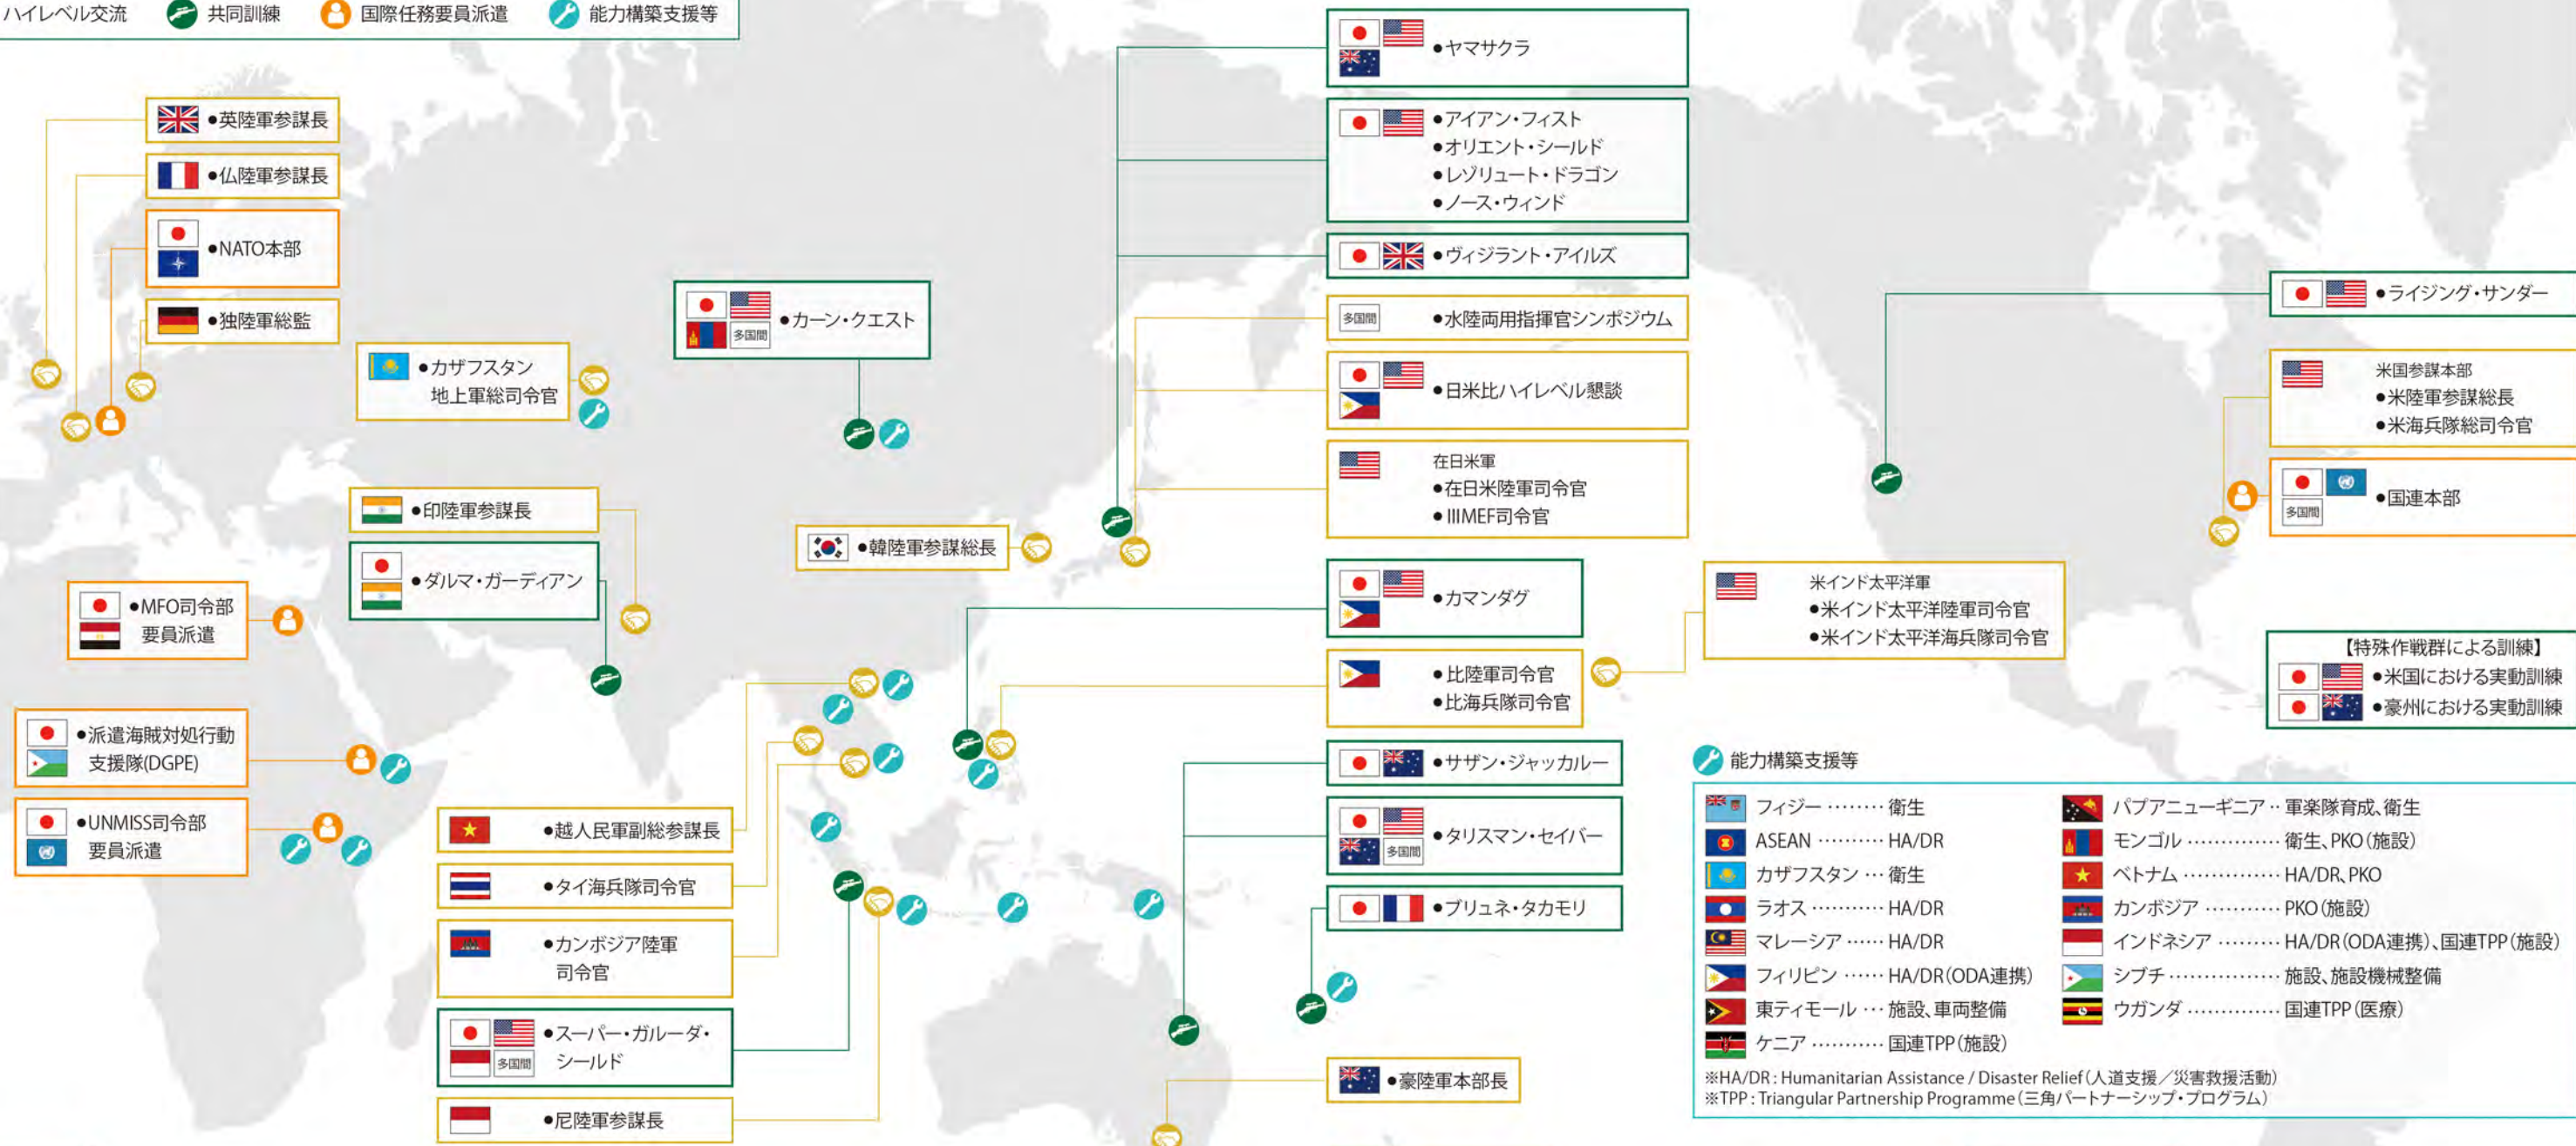 ハイレベル交流 共同訓練 国際任務要員派遣 能力構築支援等
●英陸軍参謀長
●仏陸軍参謀長
●NATO本部
●独陸軍総監
●カザフスタン
地上軍総司令官
多国間 ●カーン・クエスト
●印陸軍参謀長
●ダルマ・ガーディアン
●MFO司令部
要員派遣
●派遣海賊対処行動
支援隊(DGPE)
●UNMISS司令部
要員派遣
●韓陸軍参謀総長
●越人民軍副総参謀長
●タイ海兵隊司令官
●カンボジア陸軍
司令官
●スーパー・ガルーダ・
多国間 シールド
●尼陸軍参謀長
●ヤマサクラ
●アイアン・フィスト
●オリエント・シールド
●レゾリュート・ドラゴン
●ノース・ウィンド
●ヴィジラント・アイルズ
多国間 ●水陸両用指揮官シンポジウム
●日米比ハイレベル懇談
在日米軍
●在日米陸軍司令官
●IIIMEF司令官
●カマンダグ
●比陸軍司令官
●比海兵隊司令官
●サザン・ジャッカルー
●タリスマン・セイバー
多国間
●ブリュネ・タカモリ
●豪陸軍本部長
米インド太平洋軍
●米インド太平洋陸軍司令官
●米インド太平洋海兵隊司令官
●ライジング・サンダー
米国参謀本部
●米陸軍参謀総長
●米海兵隊総司令官
●国連本部
多国間
【特殊作戦群による訓練】
●米国における実動訓練
●豪州における実動訓練
能力構築支援等
フィジー ‥‥‥‥ 衛生
ASEAN ‥‥‥‥‥ HA/DR
カザフスタン ‥‥ 衛生
ラオス ‥‥‥‥‥ HA/DR
マレーシア ‥‥‥ HA/DR
フィリピン ‥‥‥ HA/DR(ODA連携)
東ティモール ‥‥ 施設、車両整備
ケニア ‥‥‥‥‥ 国連TPP(施設)
パプアニューギニア‥ 軍楽隊育成、衛生
モンゴル ‥‥‥‥‥‥‥ 衛生、PKO(施設)
ベトナム ‥‥‥‥‥‥‥ HA/DR、PKO
カンボジア ‥‥‥‥‥‥ PKO(施設)
インドネシア ‥‥‥‥‥ HA/DR(ODA連携)、国連TPP(施設)
ジブチ‥‥‥‥‥‥‥‥ 施設、施設機械整備
ウガンダ ‥‥‥‥‥‥‥ 国連TPP(医療)
※HA/DR : Humanitarian Assistance / Disaster Relief(人道支援／災害救援活動)
※TPP : Triangular Partnership Programme(三角パートナーシップ・プログラム)